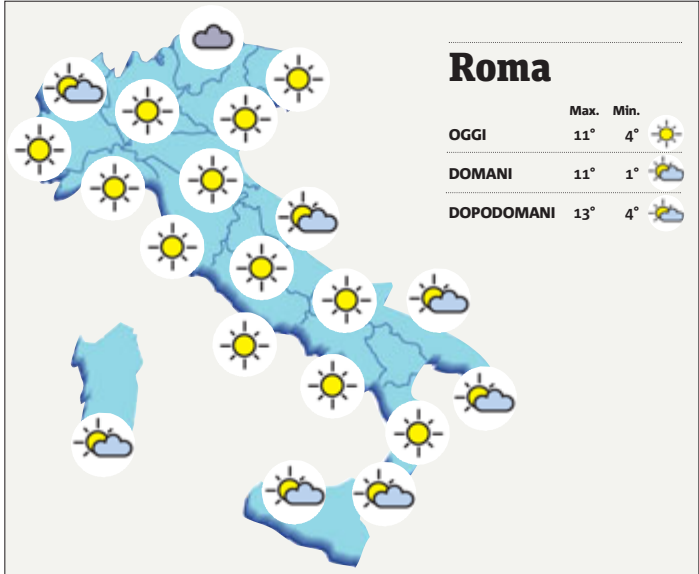 Roma
Max. Min.
OGGI 11° 4°
DOMANI 11° 1°
DOPODOMANI 13° 4°